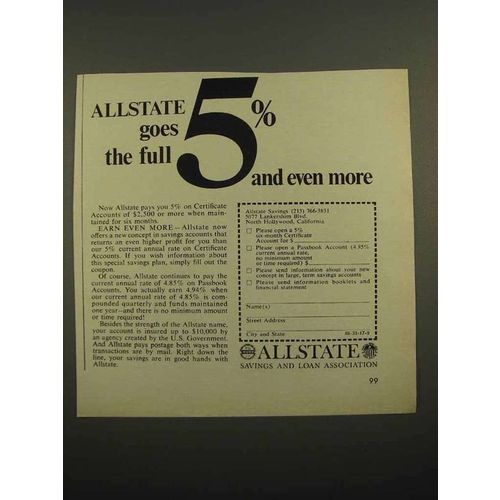 ALLSTATE
goes
the full
5%
and even more
Now Allstate pays you 5% on Certificate
Accounts of $2,500 or more when main-
tained for six months.
EARN EVEN MORE—Allstate now
offers a new concept in savings accounts that
returns an even higher profit for you than
our 5% current annual rate on Certificate
Accounts. If you wish information about
this special savings plan, simply fill out the
coupon.
Of course, Allstate continues to pay the
current annual rate of 4.85% on Passbook
Accounts. You actually earn 4.94% when
our current annual rate of 4.85% is com-
pounded quarterly and funds maintained
one year—and there is no minimum amount
or time required!
Besides the strength of the Allstate name,
your account is insured up to $10,000 by
an agency created by the U.S. Government.
And Allstate pays postage both ways when
transactions are by mail. Right down the
line, your savings are in good hands with
Allstate.
Allstate Savings (213) 766-3831
5077 Lankershim Blvd.
North Hollywood, California
Please open a 5%
six-month Certificate
Account for $
Please open a Passbook Account (4.85%
current annual rate,
no minimum amount
or time required) $
Please send information about your new
concept in large, term savings accounts
Please send information booklets and
financial statement
Name(s)
Street Address
City and State
ALLSTATE
SAVINGS AND LOAN ASSOCIATION
99